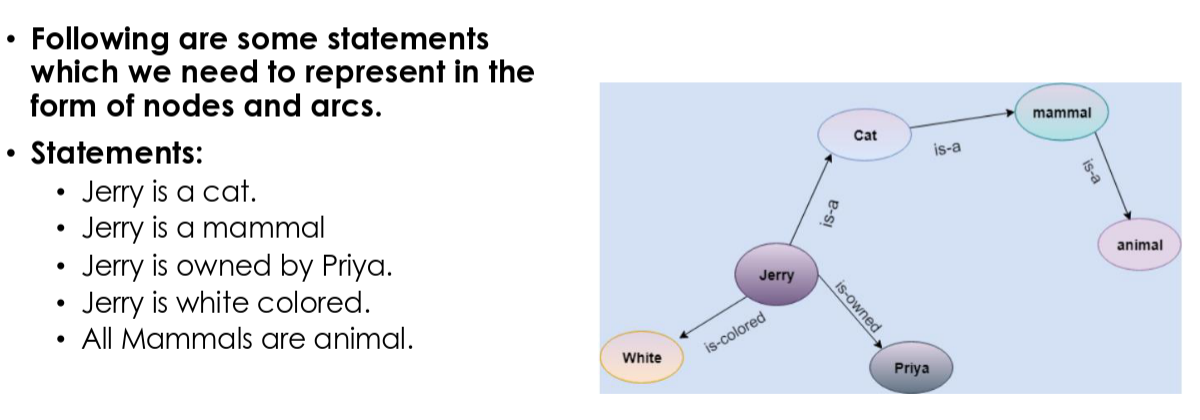 • Following are some statements
which we need to represent in the
form of nodes and arcs.
• Statements:
• Jerry is a cat.
• Jerry is a mammal
• Jerry is owned by Priya.
• Jerry is white colored.
• All Mammals are animal.
mammal
Cat
is-a
is-a
is-a
animal
Jerry
is-owned
is-colored
White
Priya